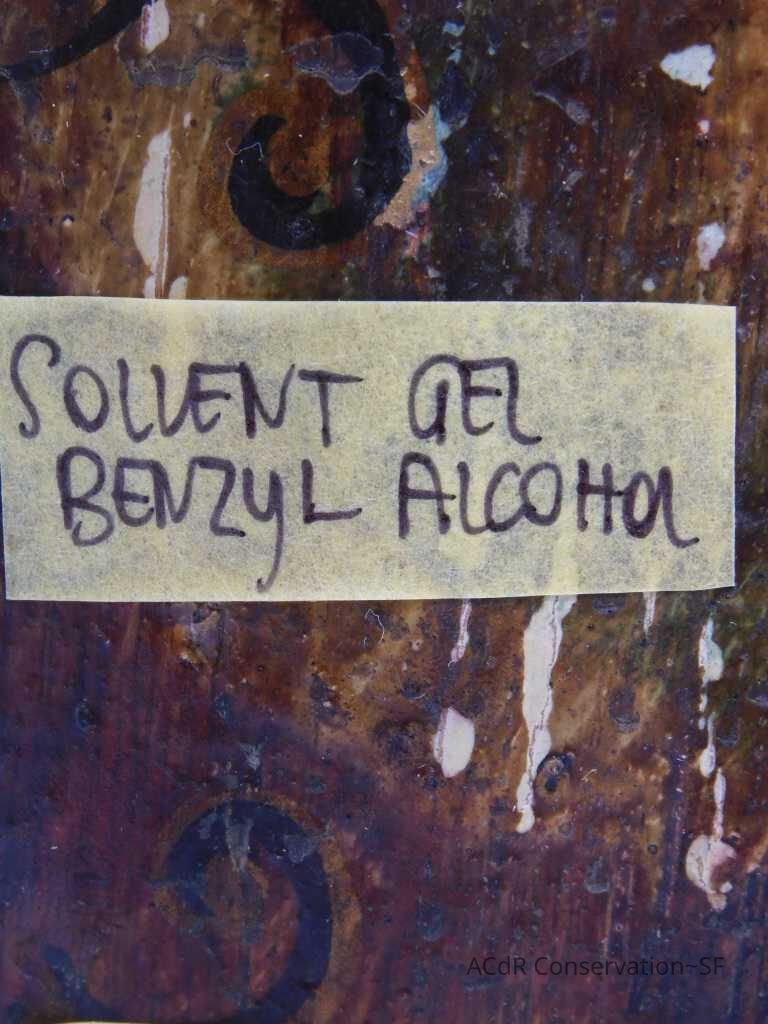 SOLVENT GEL
BENZYL ALCOHOL
ACdR Conservation~SF